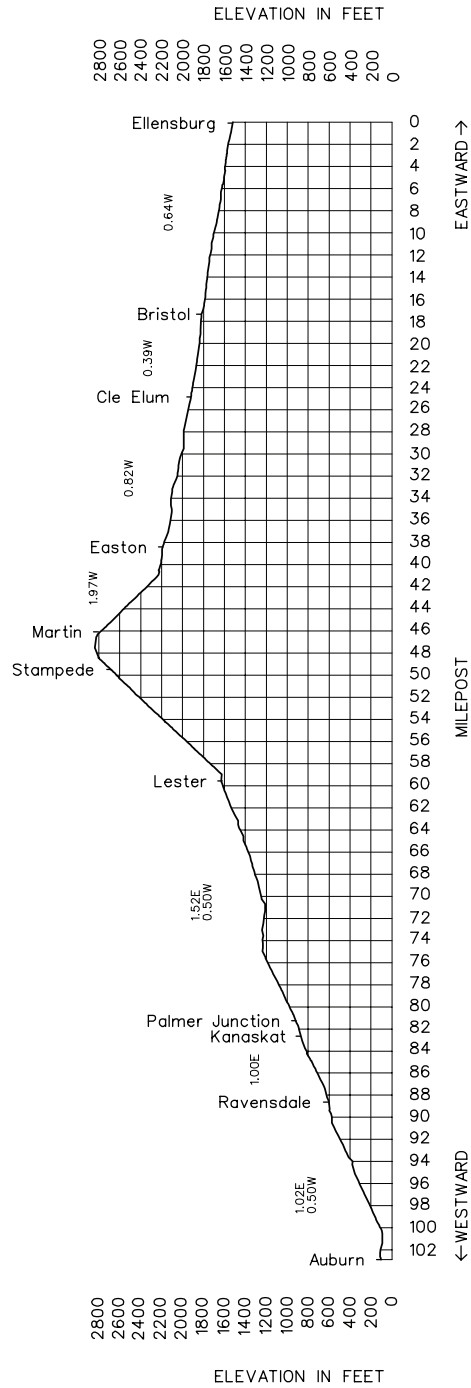 ELEVATION IN FEET
2800 2600 2400 2200 2000 1800 1600 1400 1200 1000 800 600 400 200 0
Ellensburg
Bristol
Cle Elum
Easton
Martin
Stampede
Lester
Palmer Junction
Kanaskat
Ravensdale
Auburn
0.64W
0.39W
0.82W
1.97W
1.52E
0.50W
1.00E
1.02E
0.50W
0
2
4
6
8
10
12
14
16
18
20
22
24
26
28
30
32
34
36
38
40
42
44
46
48
50
52
54
56
58
60
62
64
66
68
70
72
74
76
78
80
82
84
86
88
90
92
94
96
98
100
102
EASTWARD →
MILEPOST
← WESTWARD
2800 2600 2400 2200 2000 1800 1600 1400 1200 1000 800 600 400 200 0
ELEVATION IN FEET